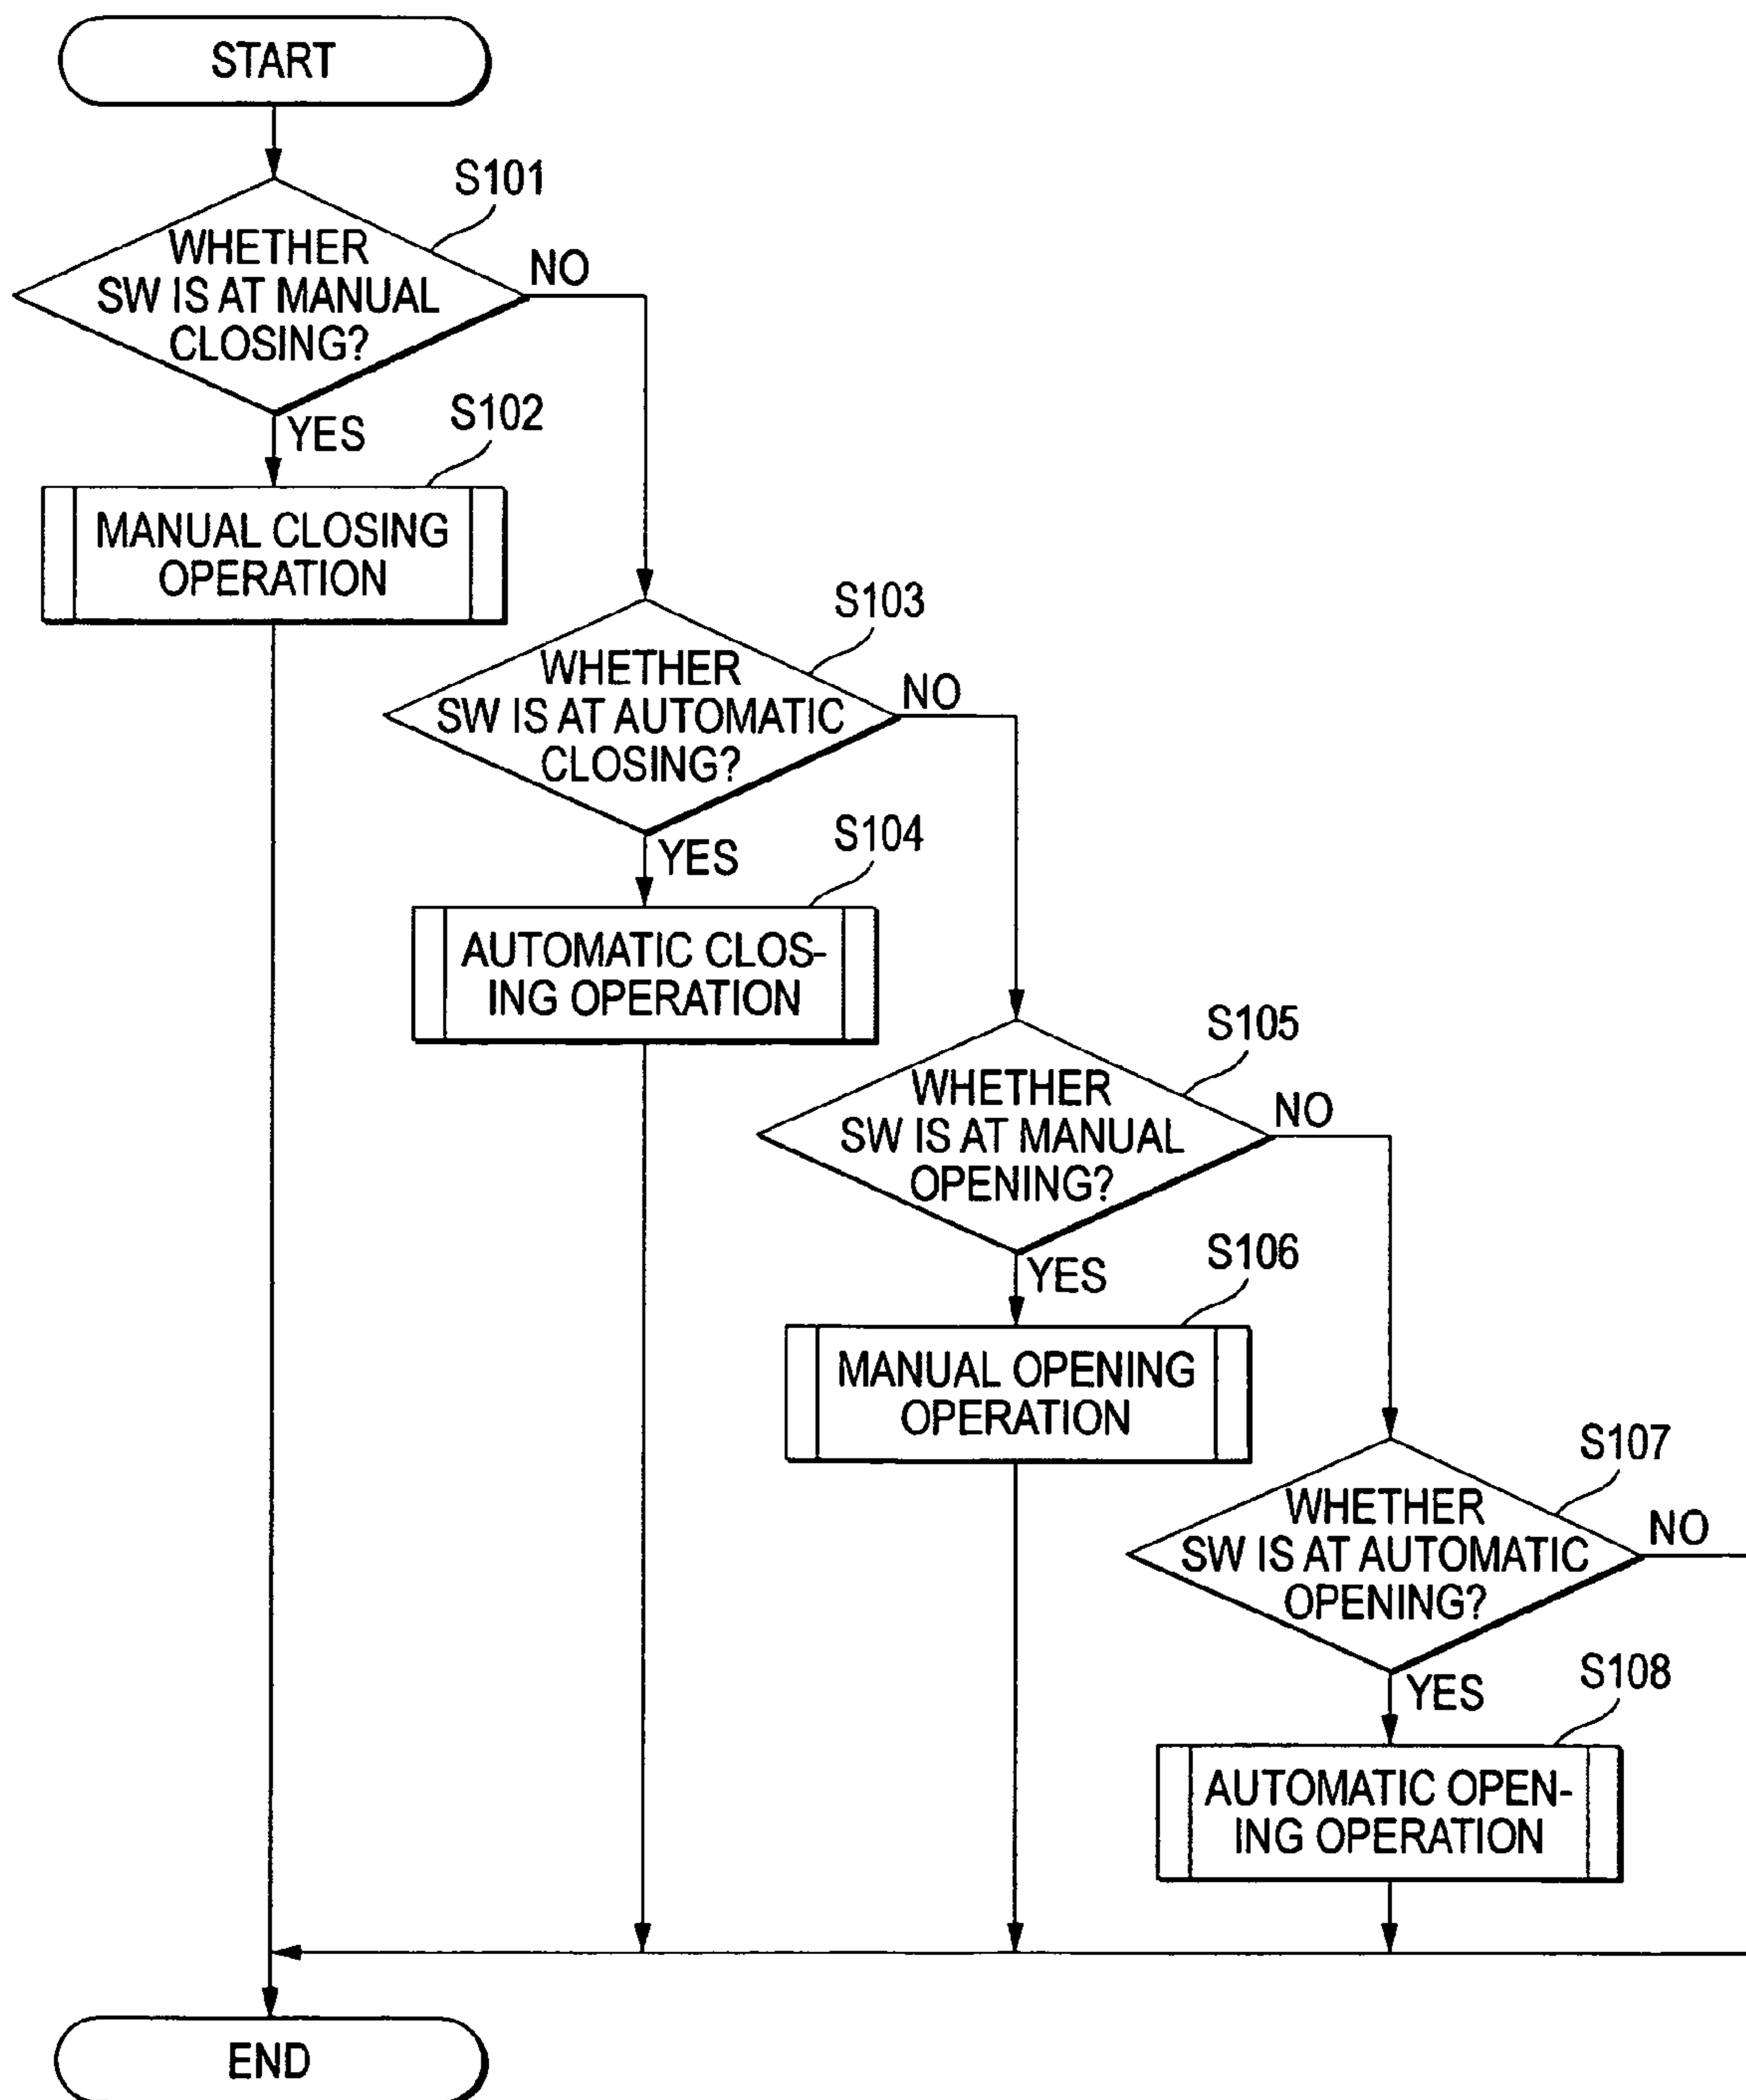 START
S101
WHETHER
SW IS AT MANUAL
CLOSING?
NO
YES
S102
MANUAL CLOSING
OPERATION
S103
WHETHER
SW IS AT AUTOMATIC
CLOSING?
NO
YES
S104
AUTOMATIC CLOS-
ING OPERATION
S105
WHETHER
SW IS AT MANUAL
OPENING?
NO
YES
S106
MANUAL OPENING
OPERATION
S107
WHETHER
SW IS AT AUTOMATIC
OPENING?
NO
YES
S108
AUTOMATIC OPEN-
ING OPERATION
END